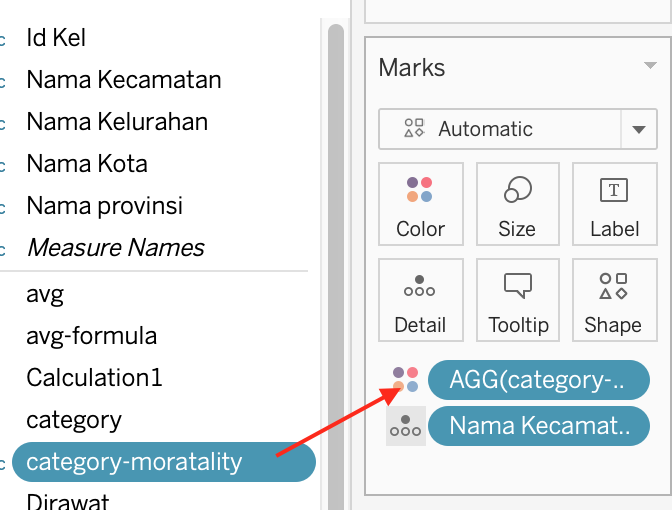 Id Kel
Nama Kecamatan
Nama Kelurahan
Nama Kota
Nama provinsi
Measure Names
avg
avg-formula
Calculation1
category
category-moratality
Dirawat
Marks
Automatic
Color
Size
T
Label
Detail
Tooltip
Shape
AGG(category-..
Nama Kecamat..